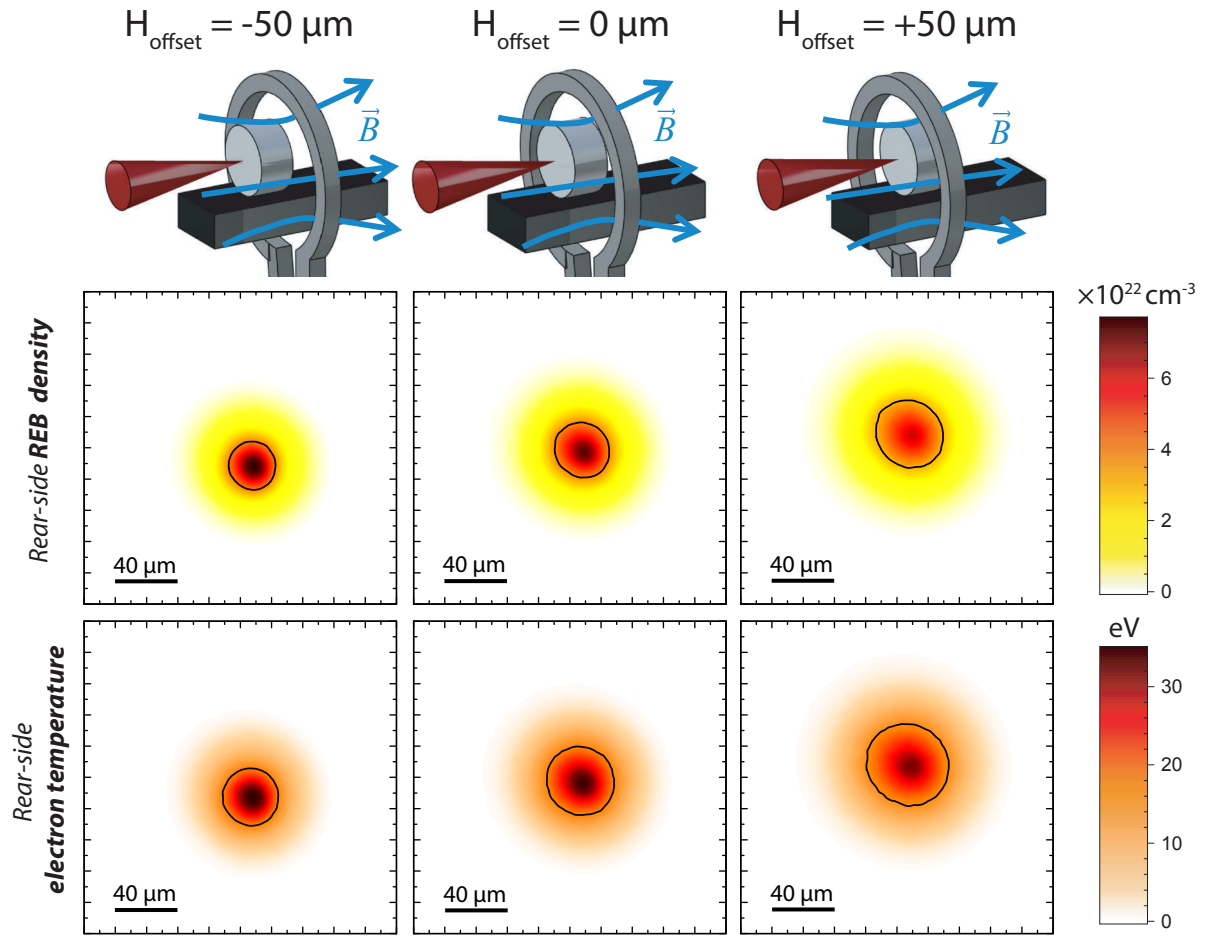 H_offset = -50 µm
H_offset = 0 µm
H_offset = +50 µm
B⃗
B⃗
B⃗
×10²² cm⁻³
Rear-side REB density
6
4
2
0
40 µm
40 µm
40 µm
eV
Rear-side
electron temperature
30
20
10
0
40 µm
40 µm
40 µm